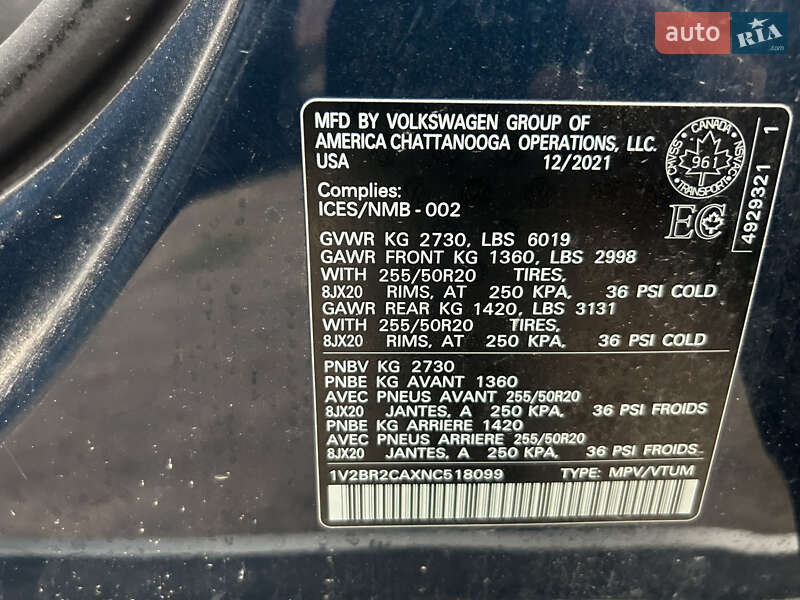 auto RIA .com
MFD BY VOLKSWAGEN GROUP OF
AMERICA CHATTANOOGA OPERATIONS, LLC.
USA 12/2021
Complies:
ICES/NMB - 002
GVWR KG 2730, LBS 6019
GAWR FRONT KG 1360, LBS 2998
WITH 255/50R20 TIRES,
8JX20 RIMS, AT 250 KPA, 36 PSI COLD
GAWR REAR KG 1420, LBS 3131
WITH 255/50R20 TIRES,
8JX20 RIMS, AT 250 KPA, 36 PSI COLD
PNBV KG 2730
PNBE KG AVANT 1360
AVEC PNEUS AVANT 255/50R20
8JX20 JANTES, A 250 KPA, 36 PSI FROIDS
PNBE KG ARRIERE 1420
AVEC PNEUS ARRIERE 255/50R20
8JX20 JANTES, A 250 KPA, 36 PSI FROIDS
1V2BR2CAXNC518099 TYPE: MPV/VTUM
CANADA
CMVSS
961
NSVAC
TRANSPORT
EC
4929321 1